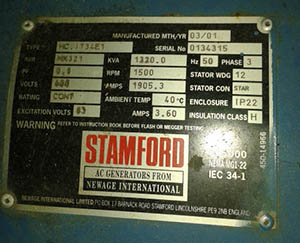 MANUFACTURED MTH/YR 03/01
TYPE SERIAL No 0134315
AVR MX321 KVA 1320.0 Hz 50 PHASE 3
PF 0.8 RPM 1500 STATOR WDG 12
VOLTS AMPS 1905.3 STATOR CON STAR
RATING CONT AMBIENT TEMP 40°C ENCLOSURE IP22
EXCITATION VOLTS 63 AMPS 3.60 INSULATION CLASS H
WARNING REFER TO INSTRUCTION BOOK BEFORE FLASH OR MEGGER TESTING
STAMFORD
AC GENERATORS FROM
NEWAGE INTERNATIONAL
NEMA MG1-22
IEC 34-1
450-14966
NEWAGE INTERNATIONAL LIMITED PO BOX 17 BARNACK ROAD STAMFORD LINCOLNSHIRE PE9 2NB ENGLAND